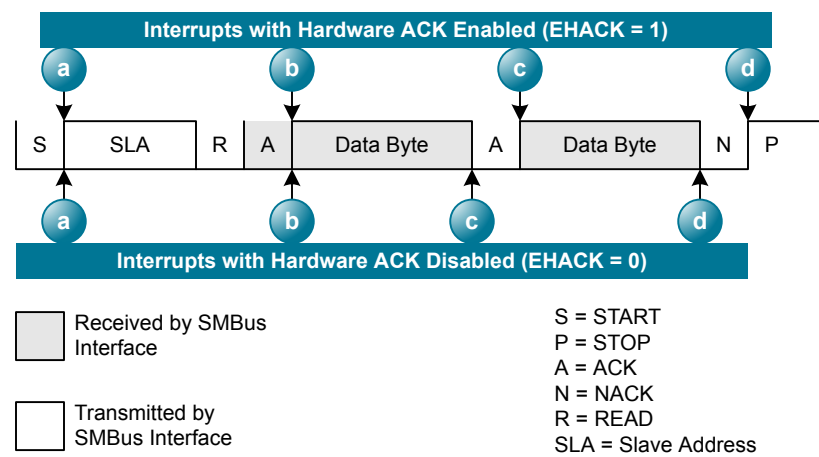 Interrupts with Hardware ACK Enabled (EHACK = 1)
a b c d
S SLA R A Data Byte A Data Byte N P
a b c d
Interrupts with Hardware ACK Disabled (EHACK = 0)
Received by SMBus
Interface
Transmitted by
SMBus Interface
S = START
P = STOP
A = ACK
N = NACK
R = READ
SLA = Slave Address